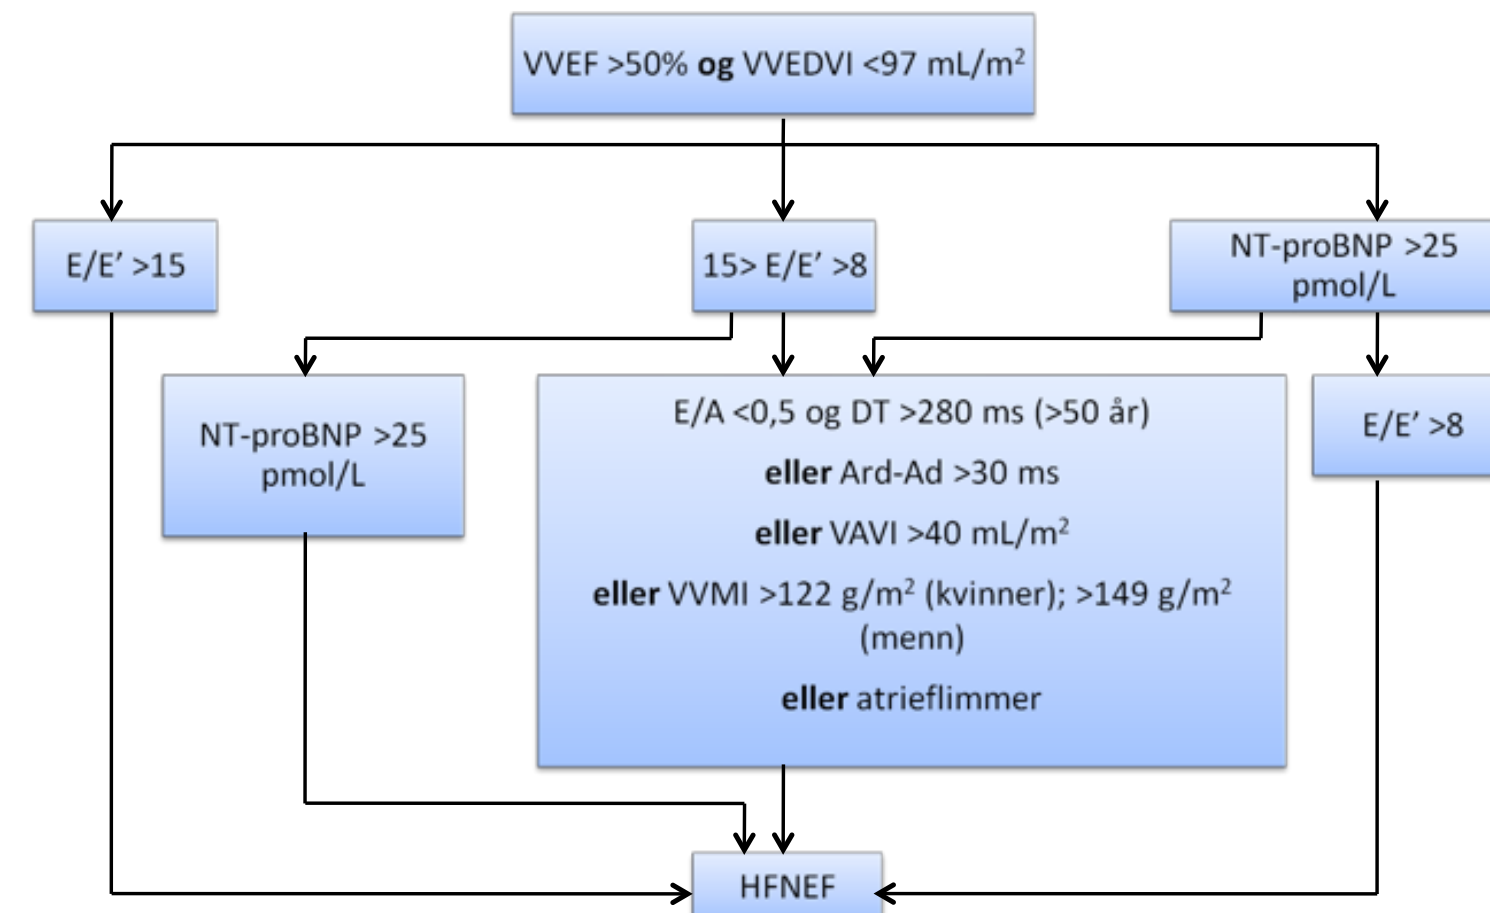 VVEF >50% og VVEDVI <97 mL/m²
E/E’ >15
15> E/E’ >8
NT-proBNP >25
pmol/L
NT-proBNP >25
pmol/L
E/A <0,5 og DT >280 ms (>50 år)
eller Ard-Ad >30 ms
eller VAVI >40 mL/m²
eller VVMI >122 g/m² (kvinner); >149 g/m²
(menn)
eller atrieflimmer
E/E’ >8
HFNEF